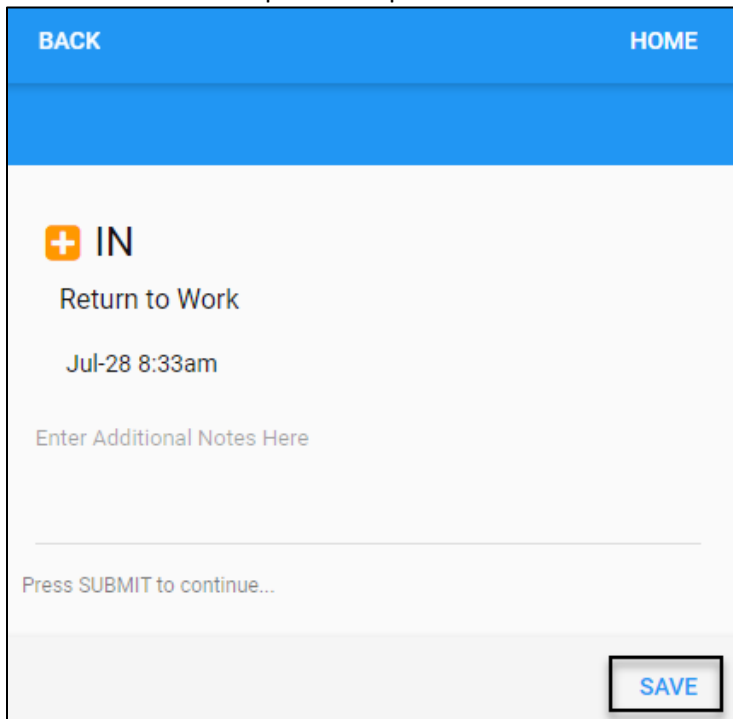 BACK HOME
IN
Return to Work
Jul-28 8:33am
Enter Additional Notes Here
Press SUBMIT to continue...
SAVE